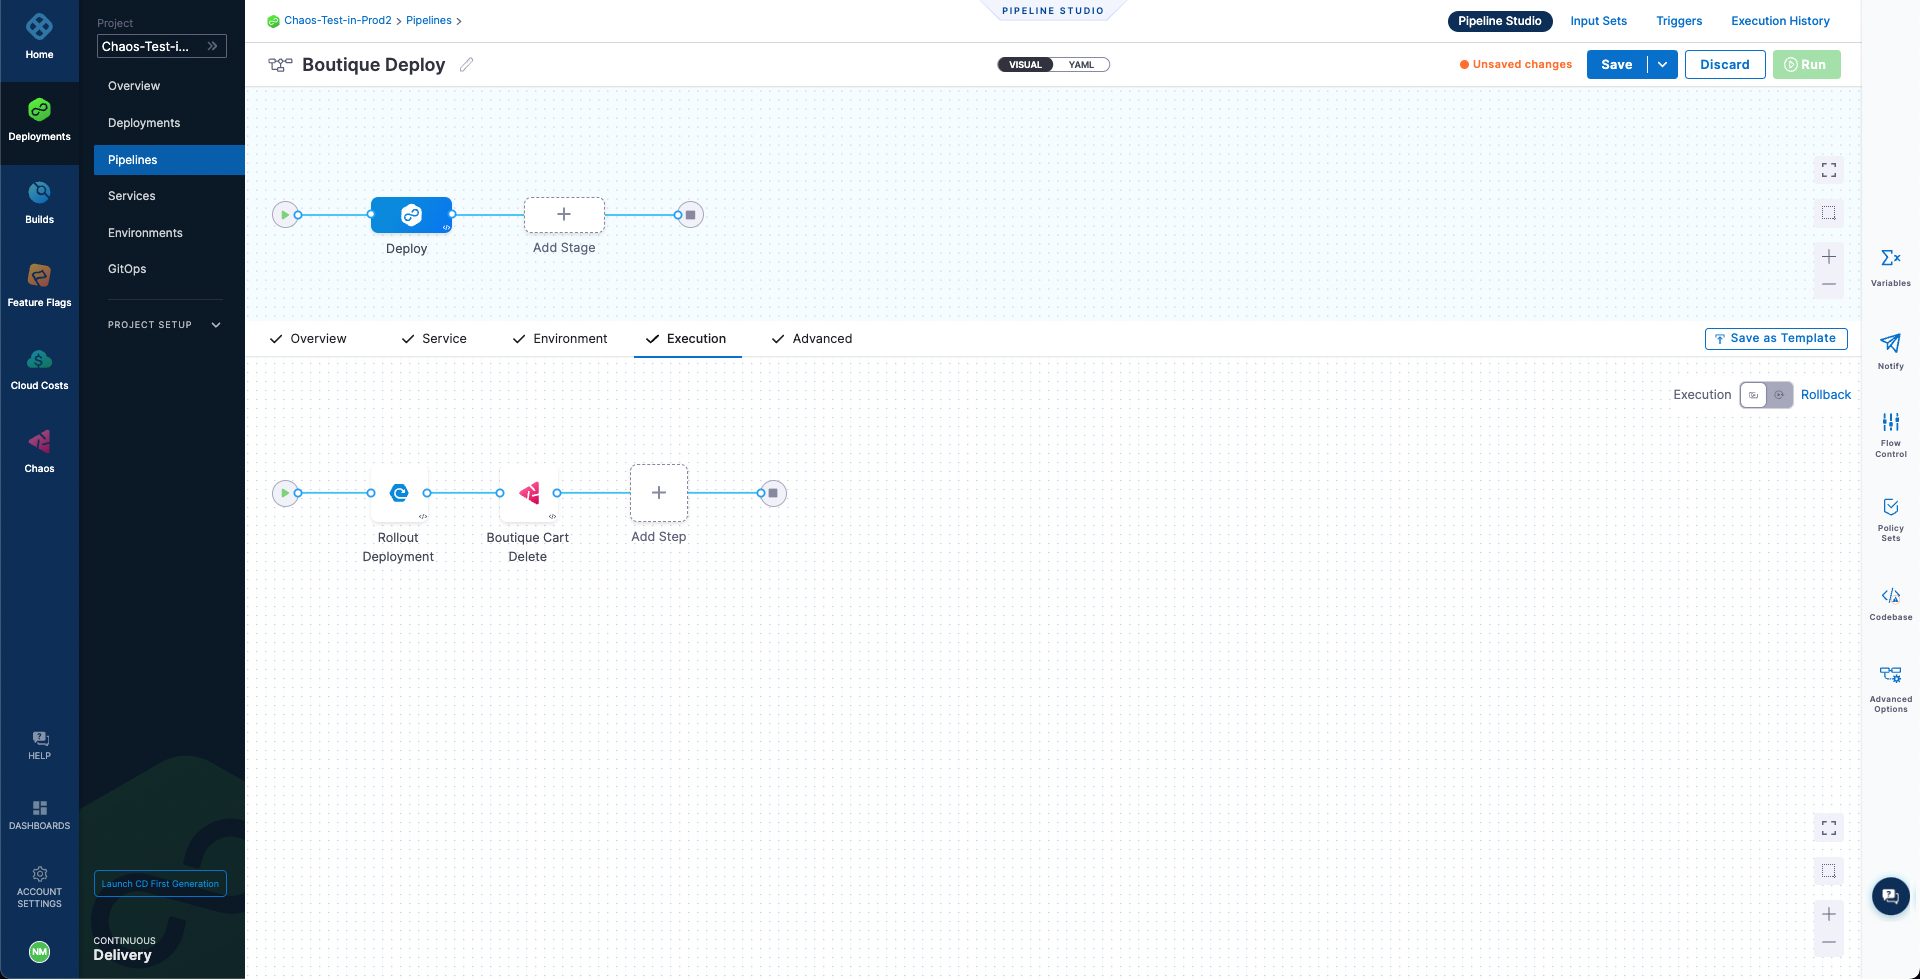 Home
Deployments
Builds
Feature Flags
Cloud Costs
Chaos
HELP
DASHBOARDS
ACCOUNT
SETTINGS
NM
Project
Chaos-Test-i...
Overview
Deployments
Pipelines
Services
Environments
GitOps
PROJECT SETUP
Launch CD First Generation
CONTINUOUS
Delivery
Chaos-Test-in-Prod2 > Pipelines >
PIPELINE STUDIO
Pipeline Studio
Input Sets
Triggers
Execution History
Boutique Deploy
VISUAL
YAML
Unsaved changes
Save
Discard
Run
Deploy
Add Stage
Overview
Service
Environment
Execution
Advanced
Save as Template
Execution
Rollback
Rollout
Deployment
Boutique Cart
Delete
Add Step
Variables
Notify
Flow
Control
Policy
Sets
Codebase
Advanced
Options